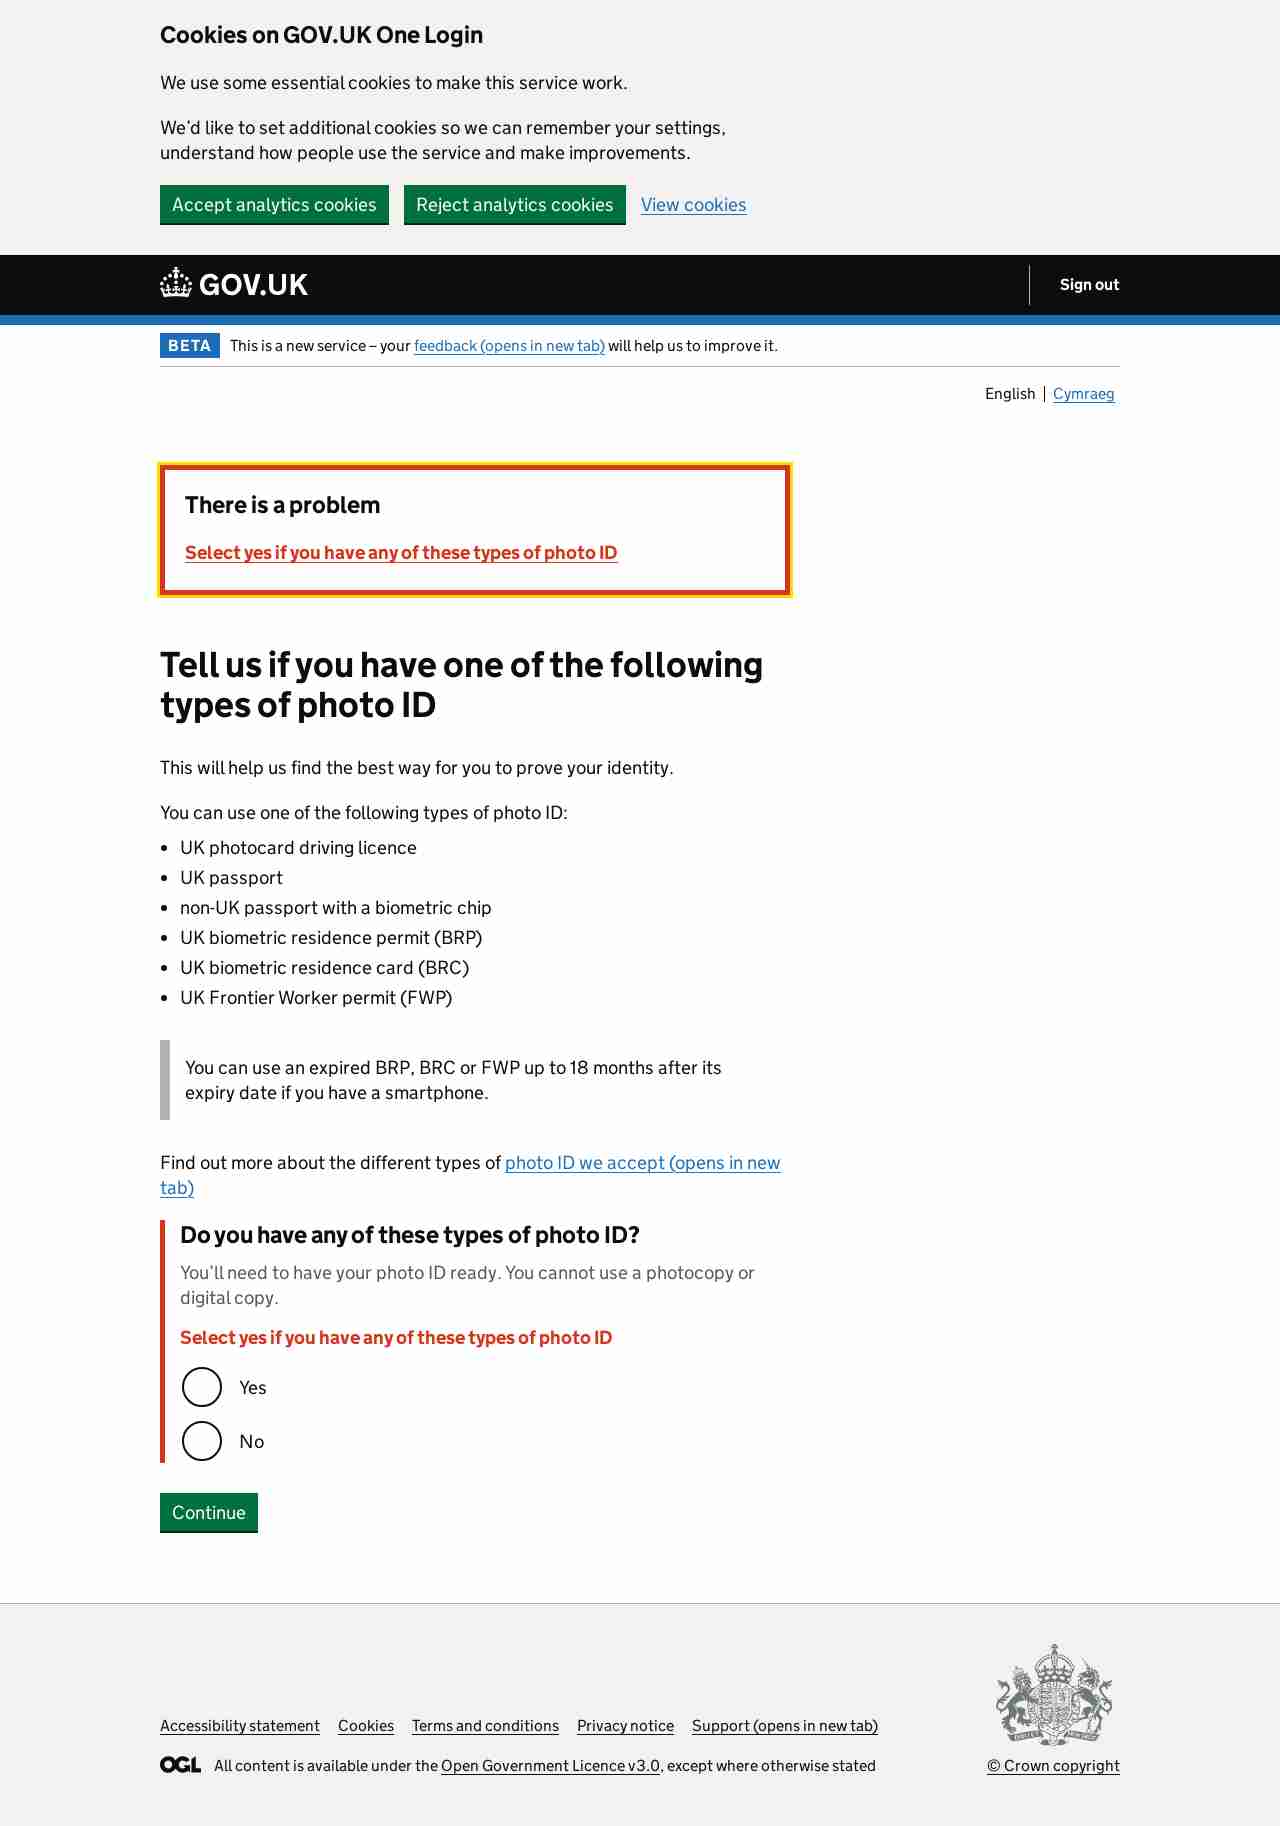 Cookies on GOV.UK One Login
We use some essential cookies to make this service work.
We’d like to set additional cookies so we can remember your settings,
understand how people use the service and make improvements.
Accept analytics cookies Reject analytics cookies View cookies
GOV.UK Sign out
BETA This is a new service – your feedback (opens in new tab) will help us to improve it.
English Cymraeg
There is a problem
Select yes if you have any of these types of photo ID
Tell us if you have one of the following
types of photo ID
This will help us find the best way for you to prove your identity.
You can use one of the following types of photo ID:
• UK photocard driving licence
• UK passport
• non-UK passport with a biometric chip
• UK biometric residence permit (BRP)
• UK biometric residence card (BRC)
• UK Frontier Worker permit (FWP)
You can use an expired BRP, BRC or FWP up to 18 months after its
expiry date if you have a smartphone.
Find out more about the different types of photo ID we accept (opens in new
tab)
Do you have any of these types of photo ID?
You’ll need to have your photo ID ready. You cannot use a photocopy or
digital copy.
Select yes if you have any of these types of photo ID
Yes
No
Continue
Accessibility statement Cookies Terms and conditions Privacy notice Support (opens in new tab)
OGL All content is available under the Open Government Licence v3.0, except where otherwise stated
© Crown copyright